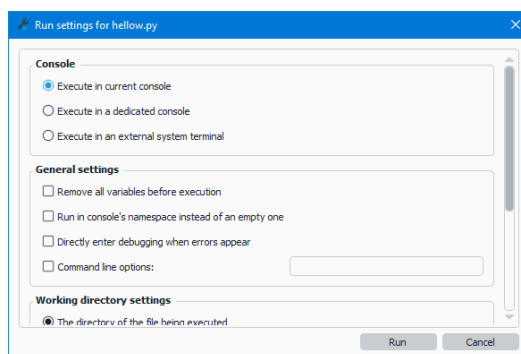 Run settings for hellow.py
Console
Execute in current console
Execute in a dedicated console
Execute in an external system terminal
General settings
Remove all variables before execution
Run in console's namespace instead of an empty one
Directly enter debugging when errors appear
Command line options:
Working directory settings
The directory of the file being executed
Run Cancel